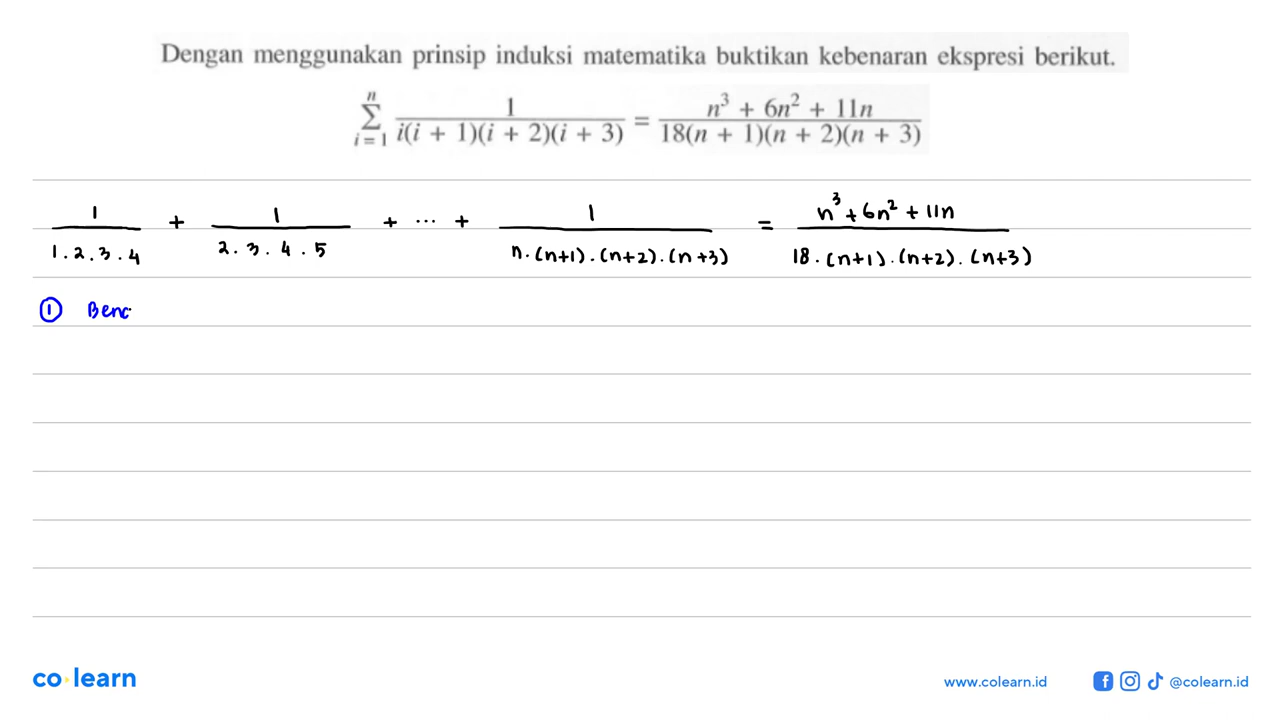 Dengan menggunakan prinsip induksi matematika buktikan kebenaran ekspresi berikut.
n Σ i = 1 1 / i(i + 1)(i + 2)(i + 3) = n³ + 6n² + 11n / 18(n + 1)(n + 2)(n + 3)
1 / 1.2.3.4 + 1 / 2.3.4.5 + ... + 1 / n.(n+1).(n+2).(n+3) = n³+6n²+11n / 18.(n+1).(n+2).(n+3)
① Ben
co·learn
www.colearn.id
@colearn.id